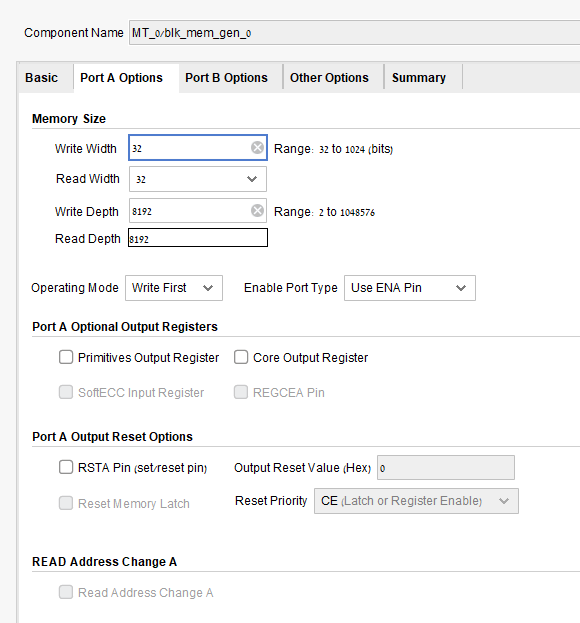 Component Name MT_0/blk_mem_gen_0
Basic Port A Options Port B Options Other Options Summary
Memory Size
Write Width 32 Range: 32 to 1024 (bits)
Read Width 32
Write Depth 8192 Range: 2 to 1048576
Read Depth 8192
Operating Mode Write First Enable Port Type Use ENA Pin
Port A Optional Output Registers
Primitives Output Register Core Output Register
SoftECC Input Register REGCEA Pin
Port A Output Reset Options
RSTA Pin (set/reset pin) Output Reset Value (Hex) 0
Reset Memory Latch Reset Priority CE (Latch or Register Enable)
READ Address Change A
Read Address Change A